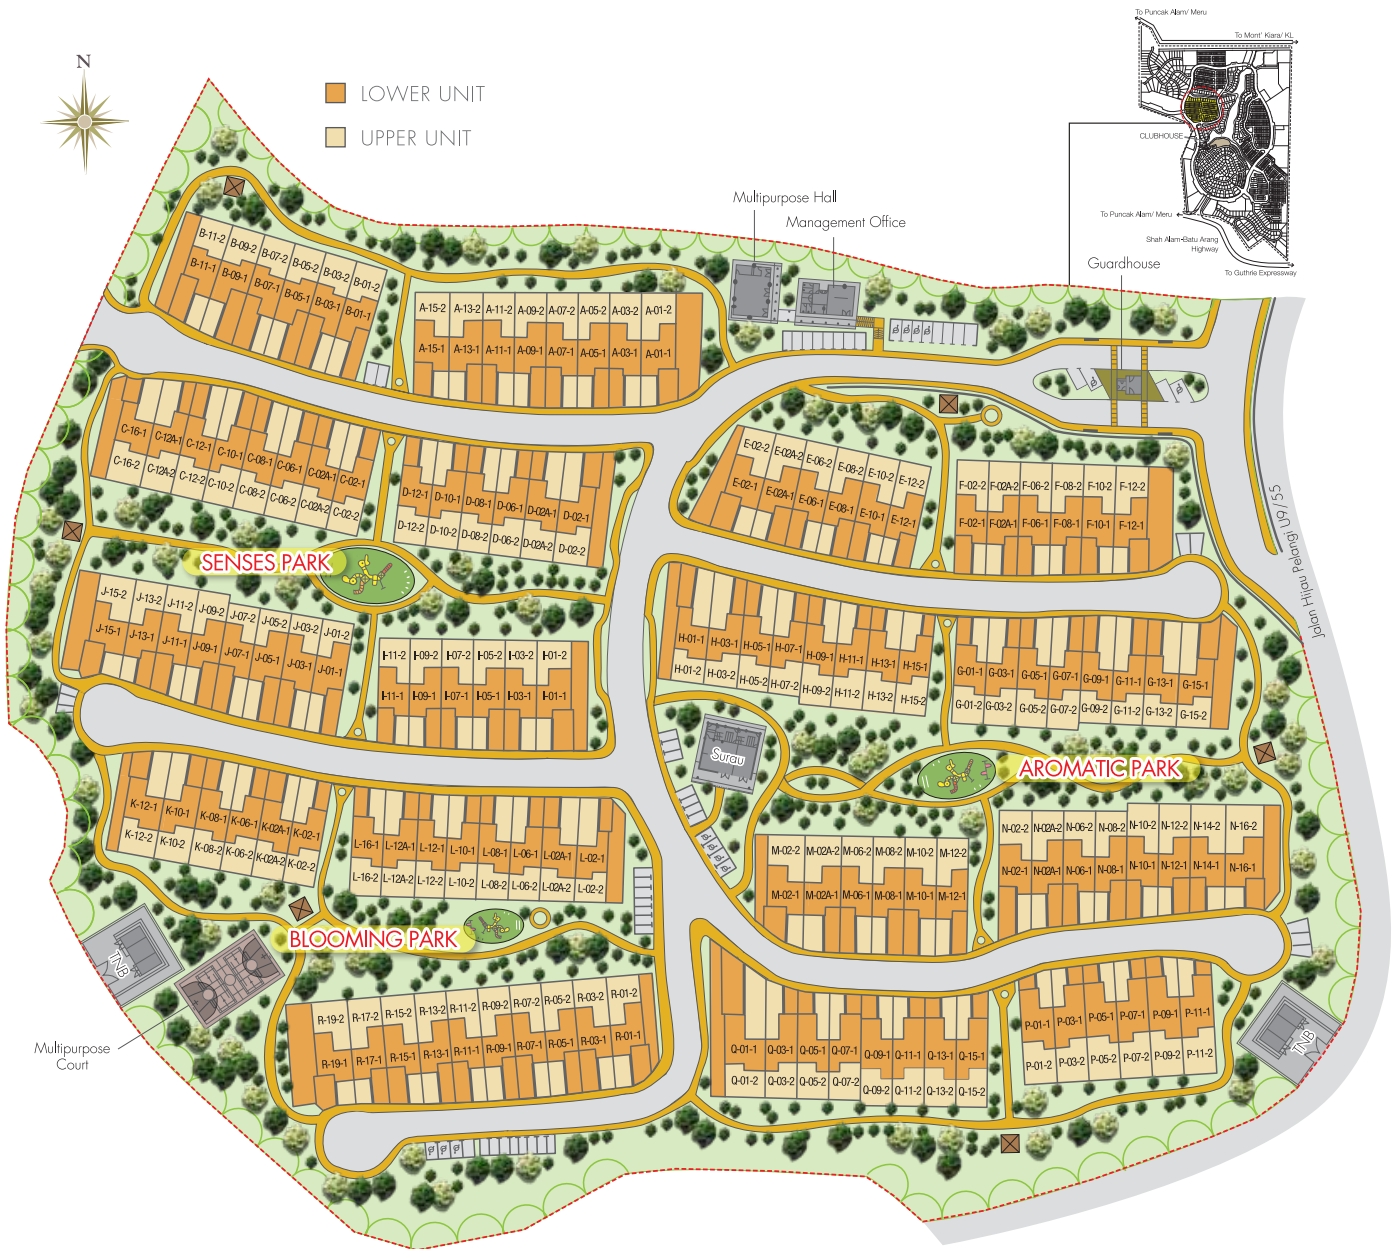 To Puncak Alam/ Meru
To Mont' Kiara/ KL
CLUBHOUSE
To Puncak Alam/ Meru
Shah Alam-Batu Arang
Highway
To Guthrie Expressway
N
LOWER UNIT
UPPER UNIT
Multipurpose Hall
Management Office
Guardhouse
B-11-2 B-09-2 B-07-2 B-05-2 B-03-2 B-01-2
B-11-1 B-09-1 B-07-1 B-05-1 B-03-1 B-01-1
A-15-2 A-13-2 A-11-2 A-09-2 A-07-2 A-05-2 A-03-2 A-01-2
A-15-1 A-13-1 A-11-1 A-09-1 A-07-1 A-05-1 A-03-1 A-01-1
C-16-1 C-12A-1 C-12-1 C-10-1 C-08-1 C-06-1 C-02A-1 C-02-1
C-16-2 C-12A-2 C-12-2 C-10-2 C-08-2 C-06-2 C-02A-2 C-02-2
D-12-1 D-10-1 D-08-1 D-06-1 D-02A-1 D-02-1
D-12-2 D-10-2 D-08-2 D-06-2 D-02A-2 D-02-2
E-02-2 E-02A-2 E-06-2 E-08-2 E-10-2 E-12-2
E-02-1 E-02A-1 E-06-1 E-08-1 E-10-1 E-12-1
F-02-2 F-02A-2 F-06-2 F-08-2 F-10-2 F-12-2
F-02-1 F-02A-1 F-06-1 F-08-1 F-10-1 F-12-1
Jalan Hijau Pelangi U9/55
SENSES PARK
J-15-2 J-13-2 J-11-2 J-09-2 J-07-2 J-05-2 J-03-2 J-01-2
J-15-1 J-13-1 J-11-1 J-09-1 J-07-1 J-05-1 J-03-1 J-01-1
I-11-2 I-09-2 I-07-2 I-05-2 I-03-2 I-01-2
I-11-1 I-09-1 I-07-1 I-05-1 I-03-1 I-01-1
H-01-1 H-03-1 H-05-1 H-07-1 H-09-1 H-11-1 H-13-1 H-15-1
H-01-2 H-03-2 H-05-2 H-07-2 H-09-2 H-11-2 H-13-2 H-15-2
G-01-1 G-03-1 G-05-1 G-07-1 G-09-1 G-11-1 G-13-1 G-15-1
G-01-2 G-03-2 G-05-2 G-07-2 G-09-2 G-11-2 G-13-2 G-15-2
Surau
AROMATIC PARK
K-12-1 K-10-1 K-08-1 K-06-1 K-02A-1 K-02-1
K-12-2 K-10-2 K-08-2 K-06-2 K-02A-2 K-02-2
L-16-1 L-12A-1 L-12-1 L-10-1 L-08-1 L-06-1 L-02A-1 L-02-1
L-16-2 L-12A-2 L-12-2 L-10-2 L-08-2 L-06-2 L-02A-2 L-02-2
M-02-2 M-02A-2 M-06-2 M-08-2 M-10-2 M-12-2
M-02-1 M-02A-1 M-06-1 M-08-1 M-10-1 M-12-1
N-02-2 N-02A-2 N-06-2 N-08-2 N-10-2 N-12-2 N-14-2 N-16-2
N-02-1 N-02A-1 N-06-1 N-08-1 N-10-1 N-12-1 N-14-1 N-16-1
BLOOMING PARK
TNB
Multipurpose
Court
R-19-2 R-17-2 R-15-2 R-13-2 R-11-2 R-09-2 R-07-2 R-05-2 R-03-2 R-01-2
R-19-1 R-17-1 R-15-1 R-13-1 R-11-1 R-09-1 R-07-1 R-05-1 R-03-1 R-01-1
Q-01-1 Q-03-1 Q-05-1 Q-07-1 Q-09-1 Q-11-1 Q-13-1 Q-15-1
Q-01-2 Q-03-2 Q-05-2 Q-07-2 Q-09-2 Q-11-2 Q-13-2 Q-15-2
P-01-1 P-03-1 P-05-1 P-07-1 P-09-1 P-11-1
P-01-2 P-03-2 P-05-2 P-07-2 P-09-2 P-11-2
TNB